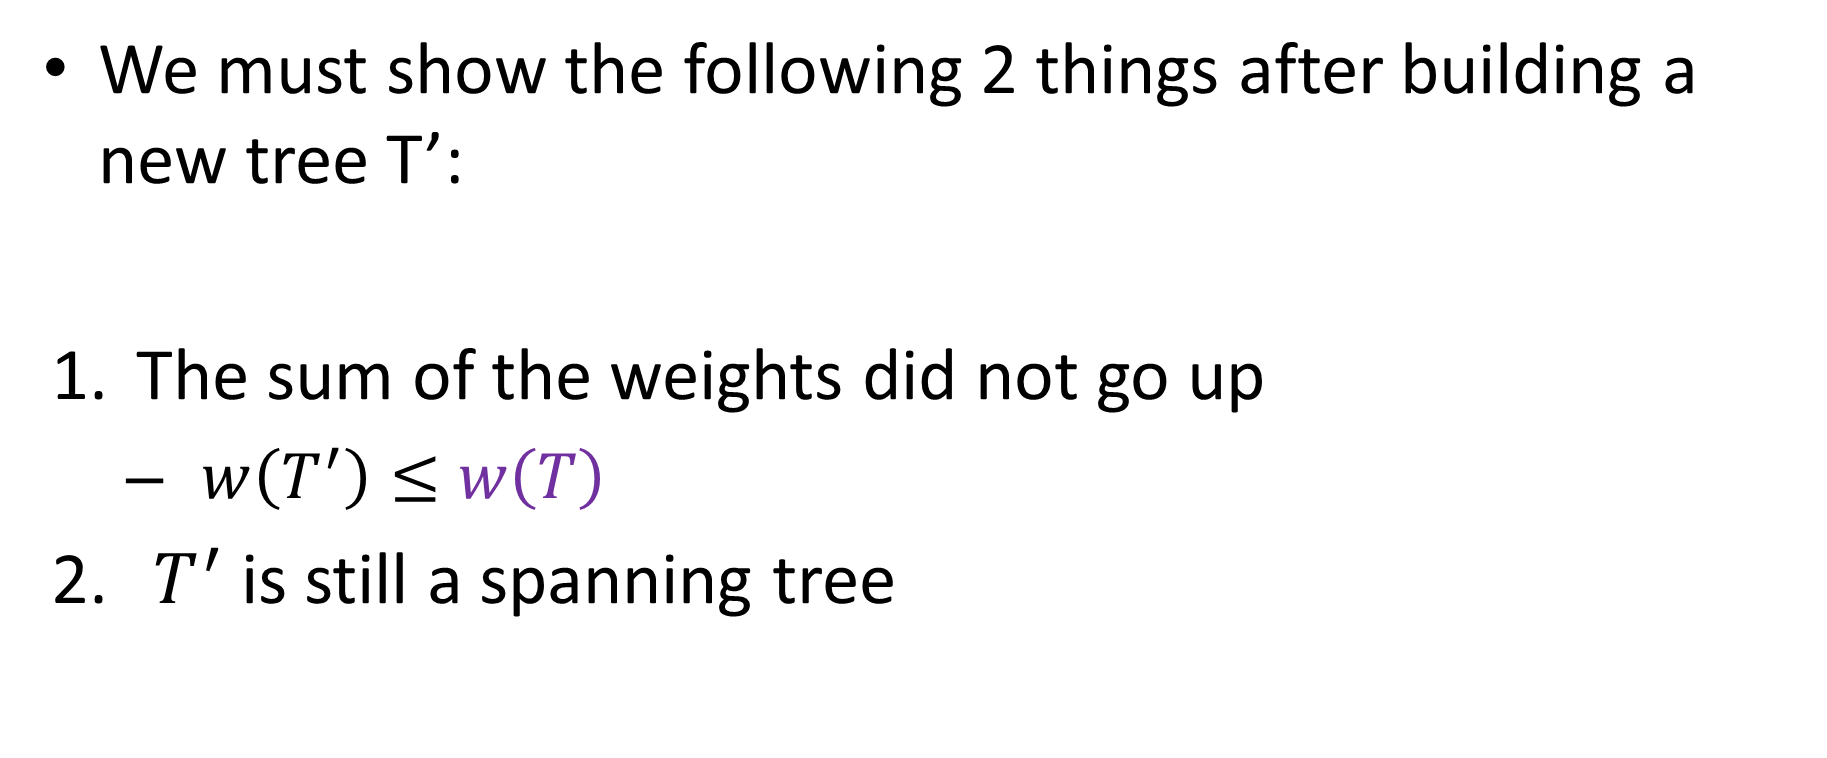 • We must show the following 2 things after building a
new tree T’:
1. The sum of the weights did not go up
– w(T′) ≤ w(T)
2. T′ is still a spanning tree